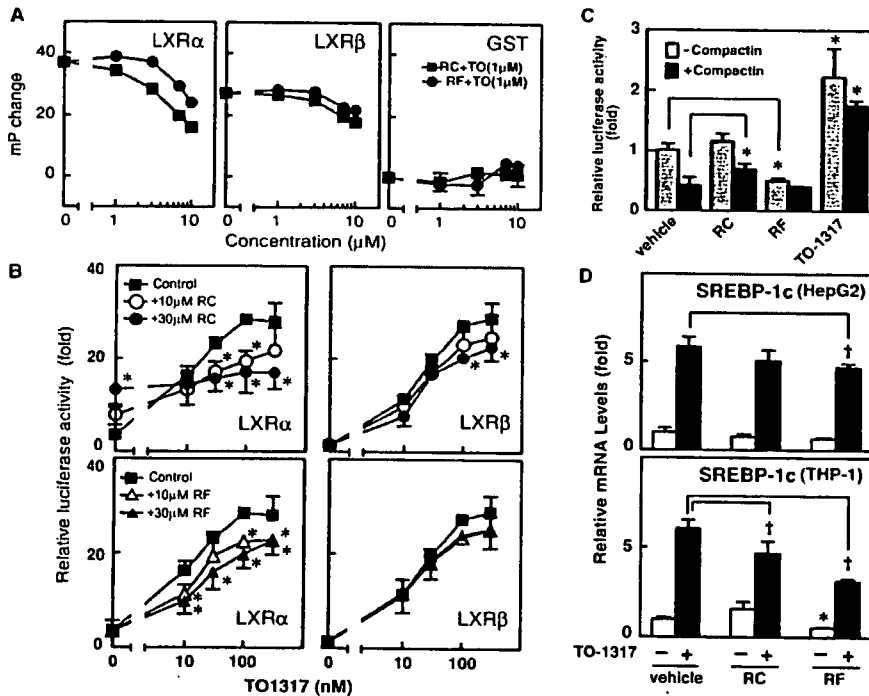 A
LXRα
LXRβ
GST
RC+TO(1μM)
RF+TO(1μM)
mP change
40
20
0
0
1
10
0
1
10
0
1
10
Concentration (μM)
B
Relative luciferase activity (fold)
40
20
0
Control
+10μM RC
+30μM RC
*
*
*
*
*
*
LXRα
*
*
LXRβ
40
20
0
Control
+10μM RF
+30μM RF
*
*
*
*
*
*
*
LXRα
LXRβ
0
10
100
0
10
100
TO1317 (nM)
C
Relative luciferase activity
(fold)
3
2
1
0
- Compactin
+Compactin
*
*
*
*
vehicle
RC
RF
TO-1317
D
Relative mRNA Levels (fold)
SREBP-1c (HepG2)
5
0
†
SREBP-1c (THP-1)
5
0
†
†
*
TO-1317
− + − + − +
vehicle RC RF